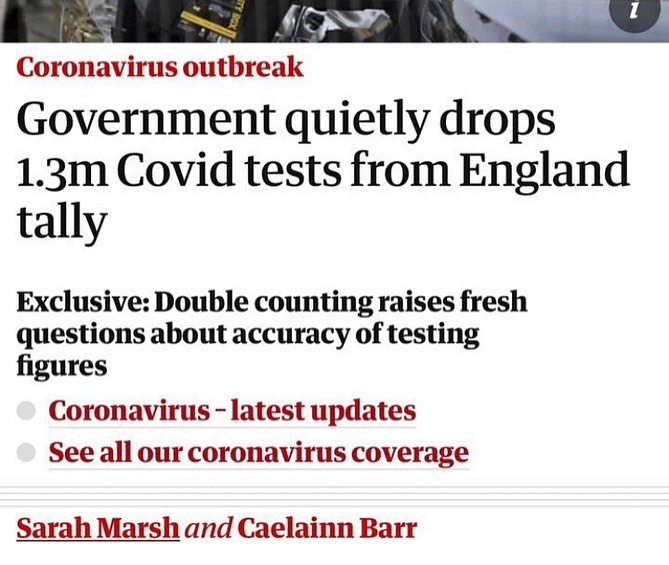 i
Coronavirus outbreak
Government quietly drops
1.3m Covid tests from England
tally
Exclusive: Double counting raises fresh
questions about accuracy of testing
figures
Coronavirus – latest updates
See all our coronavirus coverage
Sarah Marsh and Caelainn Barr